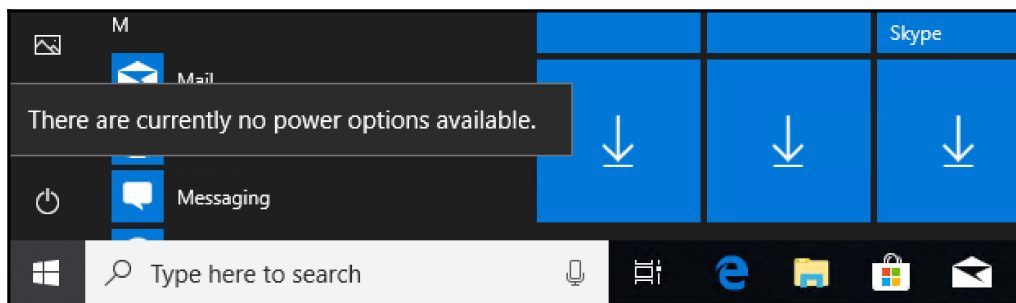 M
Skype
Mail
There are currently no power options available.
Messaging
Type here to search